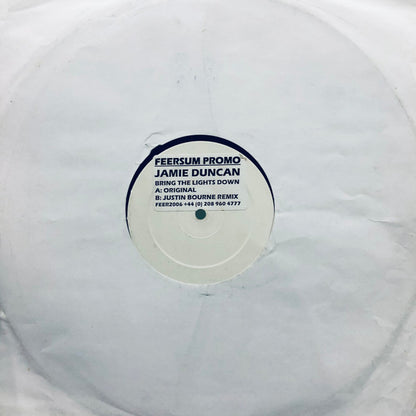 FEERSUM PROMO
JAMIE DUNCAN
BRING THE LIGHTS DOWN
A: ORIGINAL
B: JUSTIN BOURNE REMIX
FEER2006 +44 (0) 208 960 4777